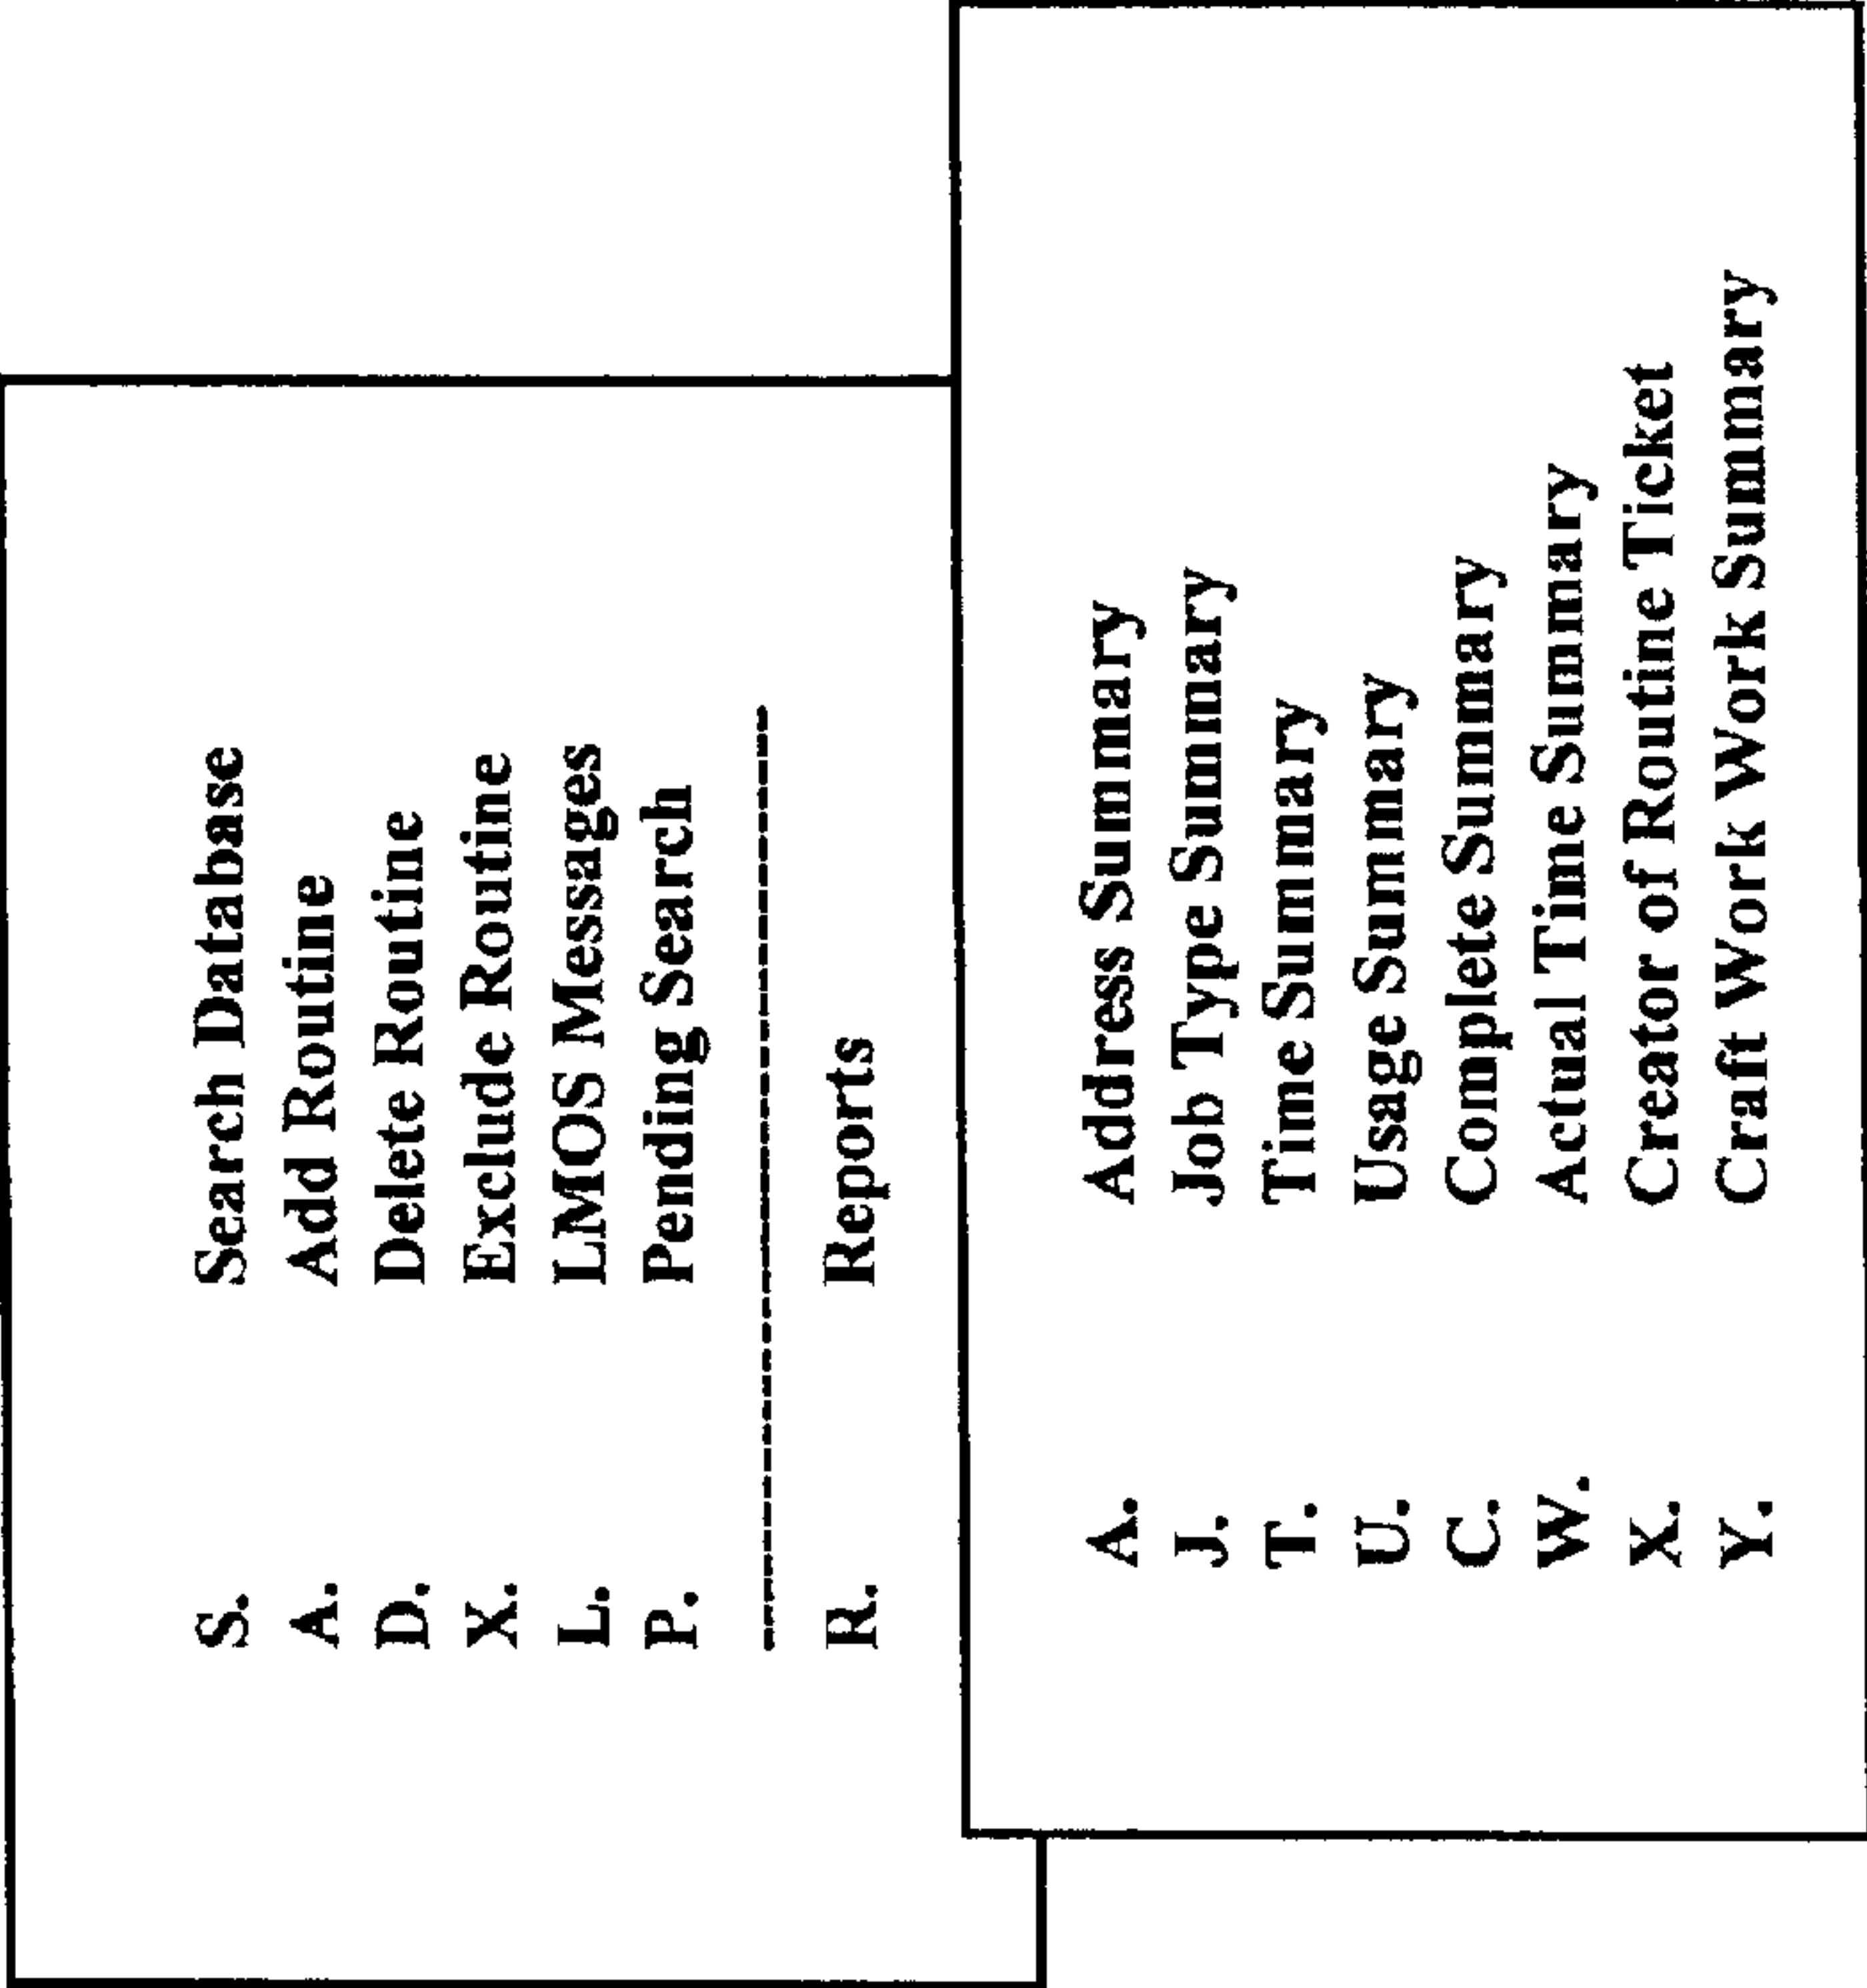 S. Search Database
A. Add Routine
D. Delete Routine
X. Exclude Routine
L. LMOS Messages
P. Pending Search
R. Reports
A. Address Summary
J. Job Type Summary
T. Time Summary
U. Usage Summary
C. Complete Summary
W. Actual Time Summary
X. Creator of Routine Ticket
Y. Craft Work Work Summary